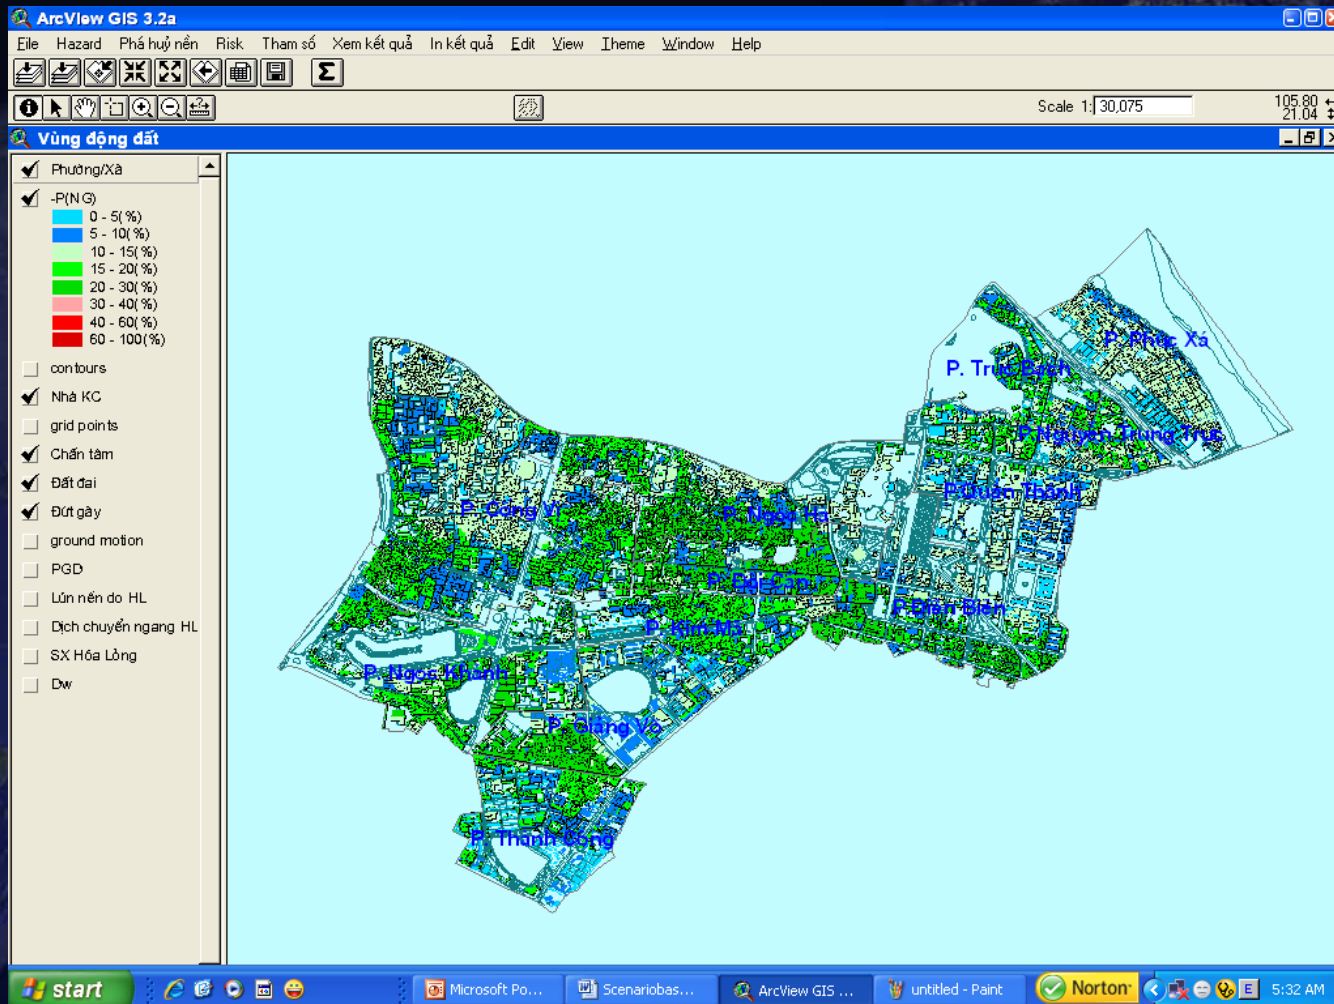 ArcView GIS 3.2a
File Hazard Phá huỷ nền Risk Tham số Xem kết quả In kết quả Edit View Theme Window Help
Scale 1: 30,075
105.80
21.04
Vùng động đất
Phường/Xã
-P(NG)
0 - 5(%)
5 - 10(%)
10 - 15(%)
15 - 20(%)
20 - 30(%)
30 - 40(%)
40 - 60(%)
60 - 100(%)
contours
Nhà KC
grid points
Chấn tâm
Đất đai
Đứt gãy
ground motion
PGD
Lún nền do HL
Dịch chuyển ngang HL
SX Hóa Lỏng
Dw
P. Phúc Xá
P. Trúc Bạch
P.Nguyễn Trung Trực
P.Quán Thánh
P. Cống Vị
P. Ngọc Hà
P. Đội Cấn
P.Điện Biên
P. Kim Mã
P. Ngọc Khánh
P. Giảng Võ
P. Thành Công
start
Microsoft Po...
Scenariobas...
ArcView GIS ...
untitled - Paint
Norton
E
5:32 AM